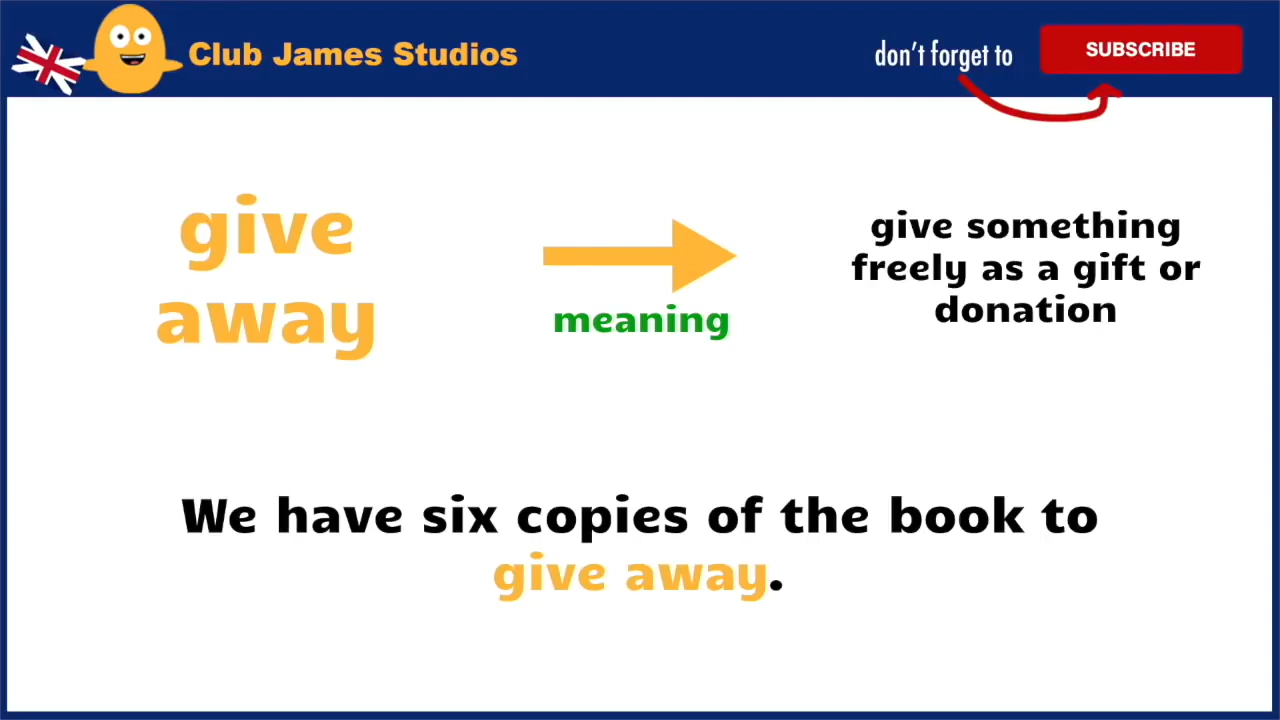 Club James Studios
don't forget to
SUBSCRIBE
give
away
meaning
give something
freely as a gift or
donation
We have six copies of the book to
give away.